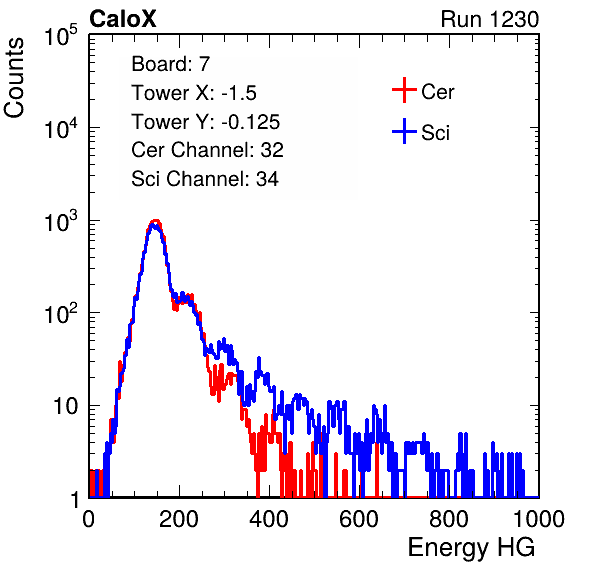 CaloX Run 1230
Counts
10^5
10^4
10^3
10^2
10
1
Board: 7
Tower X: -1.5
Tower Y: -0.125
Cer Channel: 32
Sci Channel: 34
Cer
Sci
0 200 400 600 800 1000
Energy HG